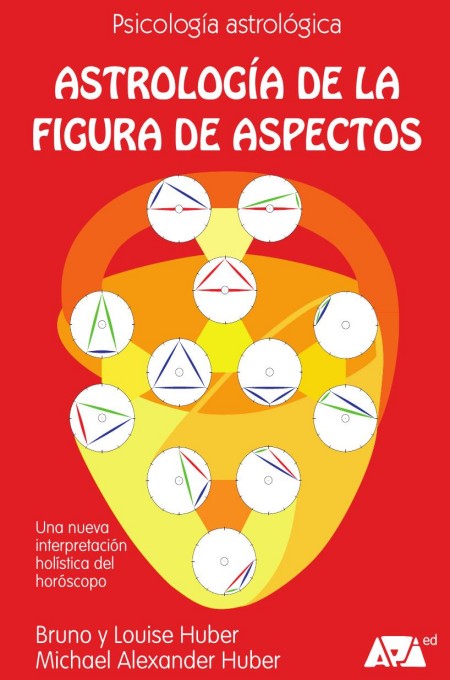 Psicología astrológica
ASTROLOGÍA DE LA
FIGURA DE ASPECTOS
Una nueva
interpretación
holística del
horóscopo
Bruno y Louise Huber
Michael Alexander Huber
API ed